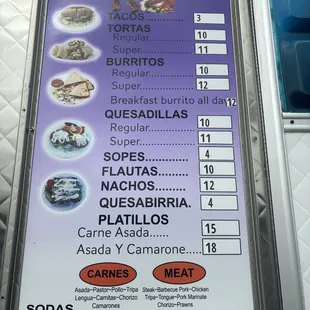 TACOS 3
TORTAS
Regular 10
Super 11
BURRITOS
Regular 10
Super 12
Breakfast burrito all da 12
QUESADILLAS
Regular 10
Super 11
SOPES 4
FLAUTAS 10
NACHOS 12
QUESABIRRIA 4
PLATILLOS
Carne Asada 15
Asada Y Camarone 18
CARNES MEAT
Asada~Pastor~Pollo~Tripa Steak~Barbecue Pork~Chicken
Lengua~Carnitas~Chorizo Tripa~Tongue~Pork Marinate
Camarones Chorizo~Prawns
SODAS